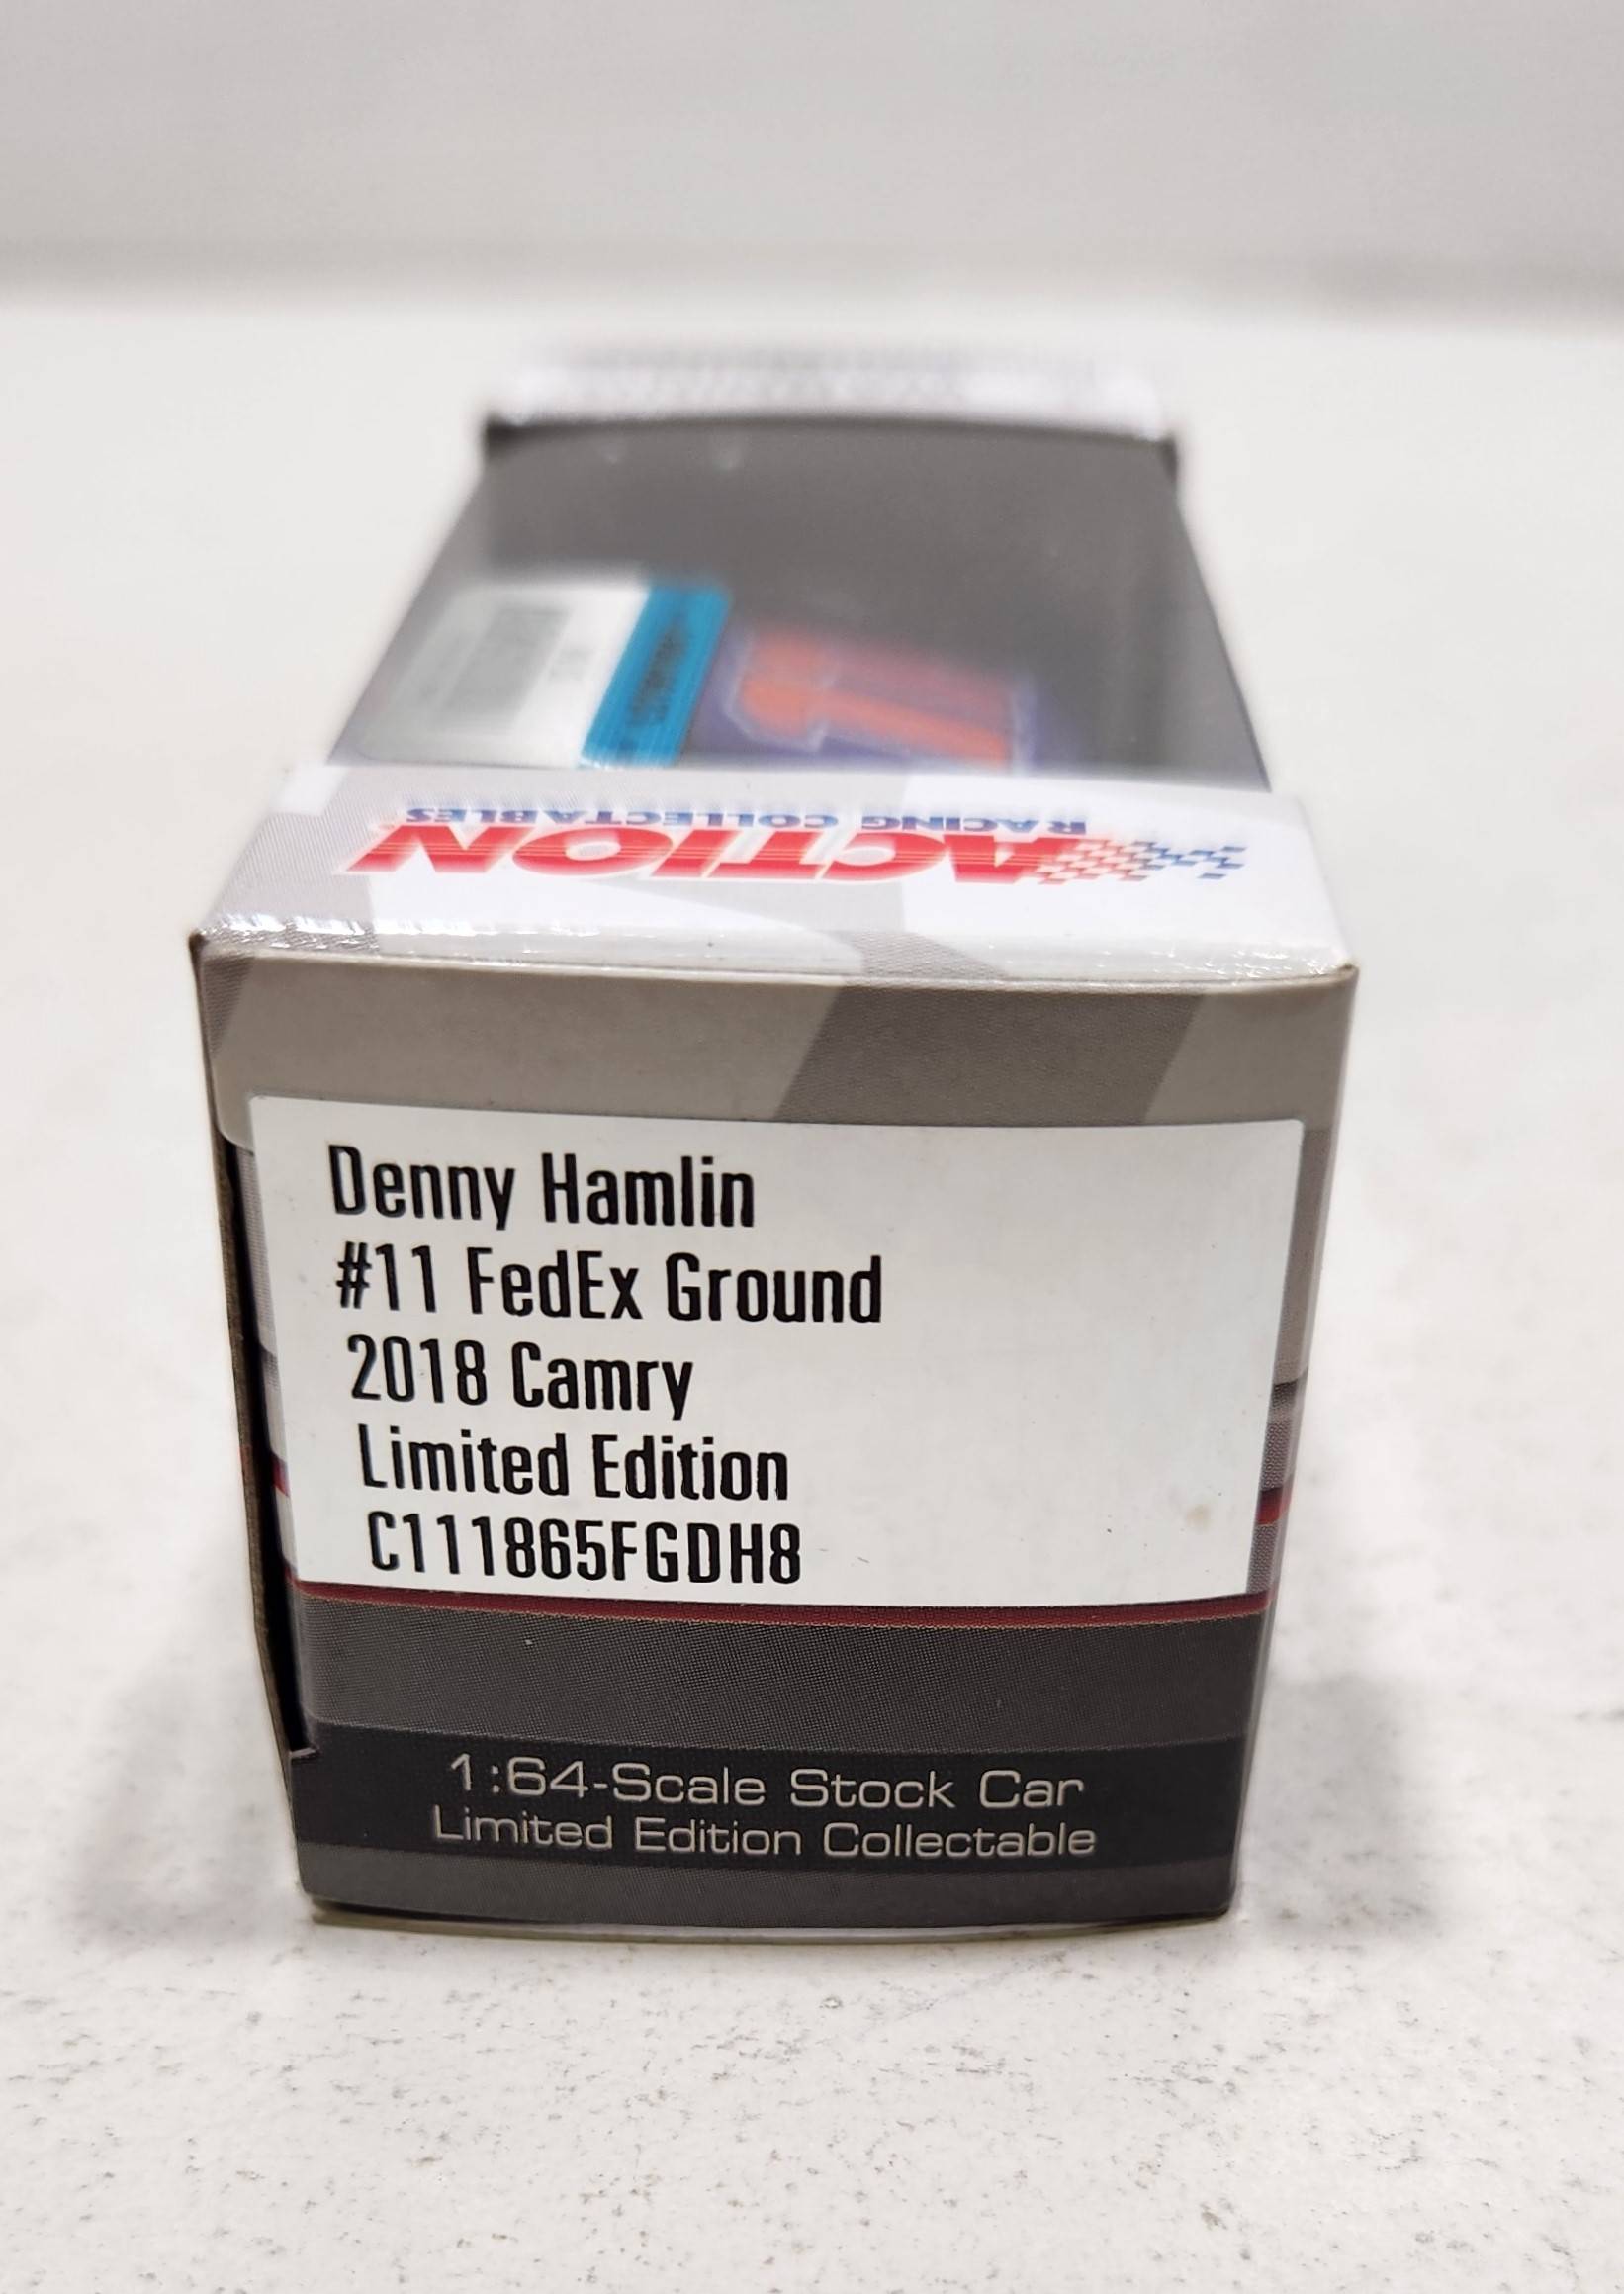 RACING COLLECTABLES
ACTION
Denny Hamlin
#11 FedEx Ground
2018 Camry
Limited Edition
C111865FGDH8
1:64-Scale Stock Car
Limited Edition Collectable